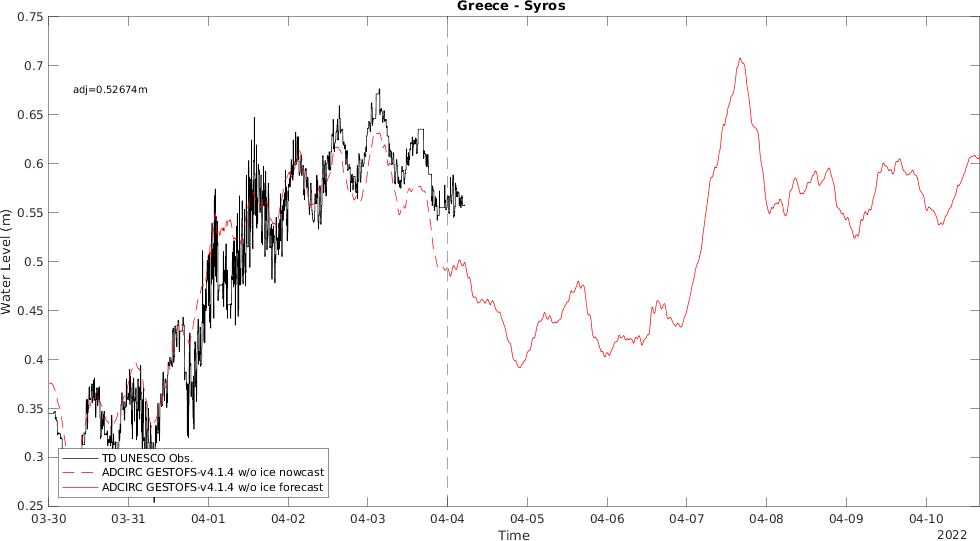 Greece - Syros
0.75
0.7
0.65
0.6
0.55
0.5
0.45
0.4
0.35
0.3
0.25
Water Level (m)
adj=0.52674m
TD UNESCO Obs.
ADCIRC GESTOFS-v4.1.4 w/o ice nowcast
ADCIRC GESTOFS-v4.1.4 w/o ice forecast
03-30 03-31 04-01 04-02 04-03 04-04 04-05 04-06 04-07 04-08 04-09 04-10
Time
2022